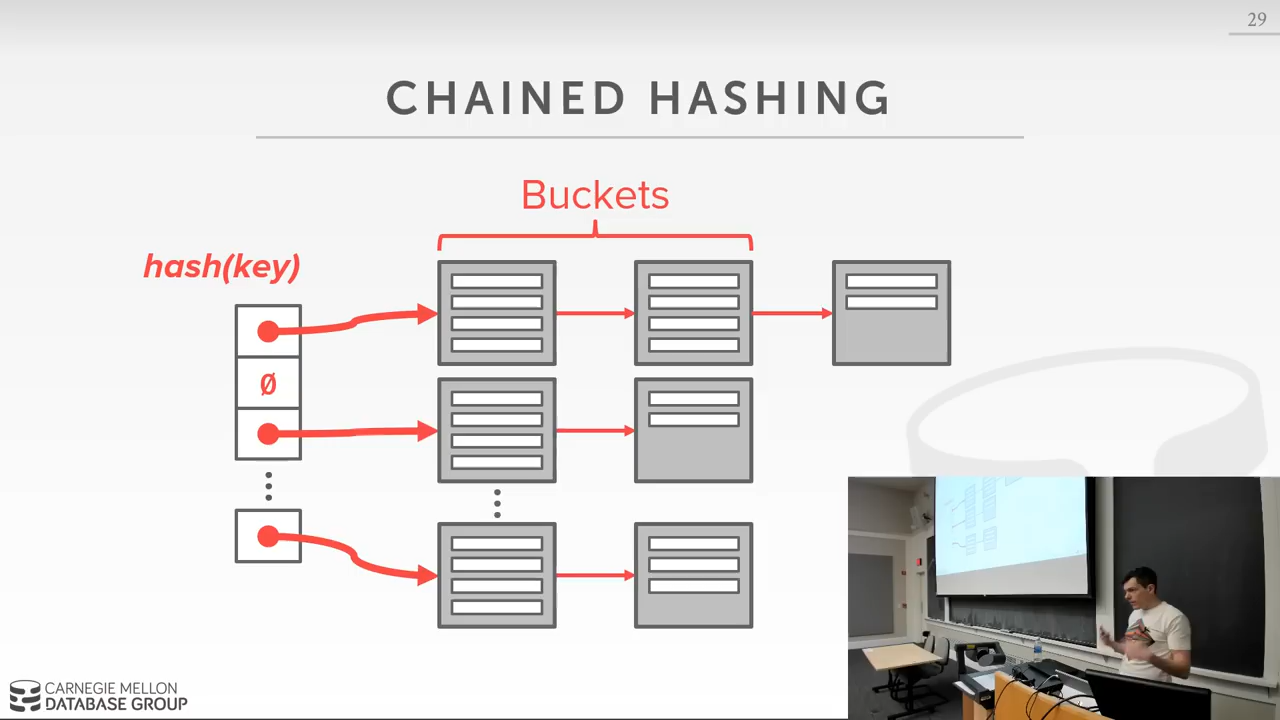 29
CHAINED HASHING
Buckets
hash(key)
Ø
CARNEGIE MELLON
DATABASE GROUP